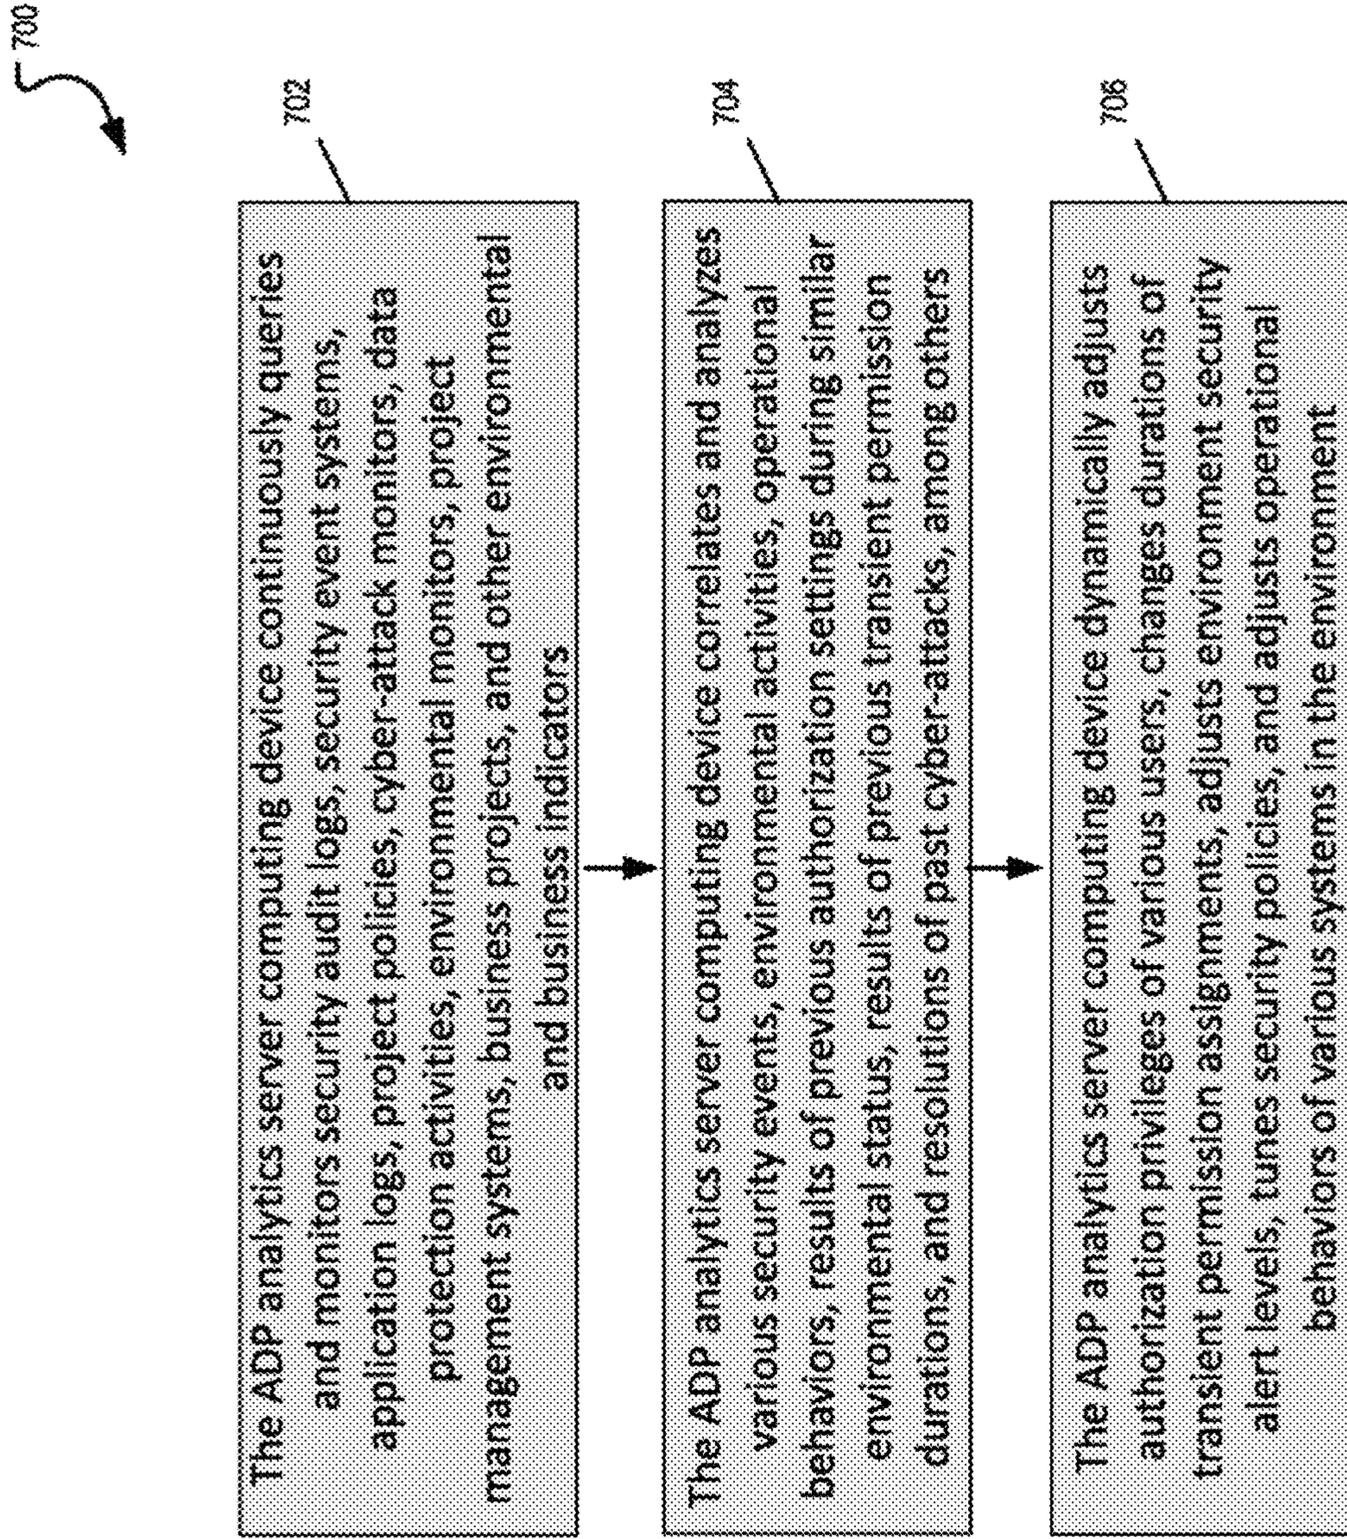 700
702
The ADP analytics server computing device continuously queries
and monitors security audit logs, security event systems,
application logs, project policies, cyber-attack monitors, data
protection activities, environmental monitors, project
management systems, business projects, and other environmental
and business indicators
704
The ADP analytics server computing device correlates and analyzes
various security events, environmental activities, operational
behaviors, results of previous authorization settings during similar
environmental status, results of previous transient permission
durations, and resolutions of past cyber-attacks, among others
706
The ADP analytics server computing device dynamically adjusts
authorization privileges of various users, changes durations of
transient permission assignments, adjusts environment security
alert levels, tunes security policies, and adjusts operational
behaviors of various systems in the environment